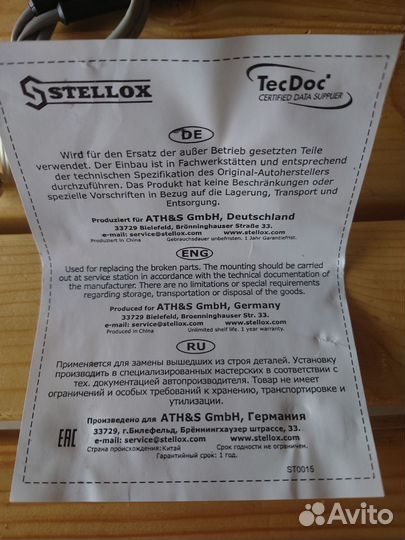 STELLOX
TecDoc
CERTIFIED DATA SUPPLIER
DE
Wird für den Ersatz der außer Betrieb gesetzten Teile
verwendet. Der Einbau ist in Fachwerkstätten und entsprechend
der technischen Spezifikation des Original-Autoherstellers
durchzuführen. Das Produkt hat keine Beschränkungen oder
spezielle Vorschriften in Bezug auf die Lagerung, Transport und
Entsorgung.
Produziert für ATH&S GmbH, Deutschland
33729 Bielefeld, Brönninghauser Straße 33.
e-mail: service@stellox.com www.stellox.com
Produziert in China Gebrauchsdauer unbefristen. 1 Jahr Garantiefrist.
ENG
Used for replacing the broken parts. The mounting should be carried
out at service station in accordance with the technical documentation of
the manufacturer. There are no limitations or special requirements
regarding storage, transportation or disposal of the goods.
Produced for ATH&S GmbH, Germany
33729 Bielefeld, Broenninghauser Str. 33.
e-mail: service@stellox.com www.stellox.com
Produced in China Unlimited shelf life. 1 year warranty.
RU
Применяется для замены вышедших из строя деталей. Установку
производить в специализированных мастерских в соответствии с
тех. документацией автопроизводителя. Товар не имеет
ограничений и особых требований к хранению, транспортировке и
утилизации.
Произведено для ATH&S GmbH, Германия
33729, г.Билефельд, Брённингхаузер штрассе, 33.
e-mail: service@stellox.com www.stellox.com
EAC
Страна происхождения:Китай Срок годности не ограничен.
Гарантийный срок: 1 год.
ST0015
Avito